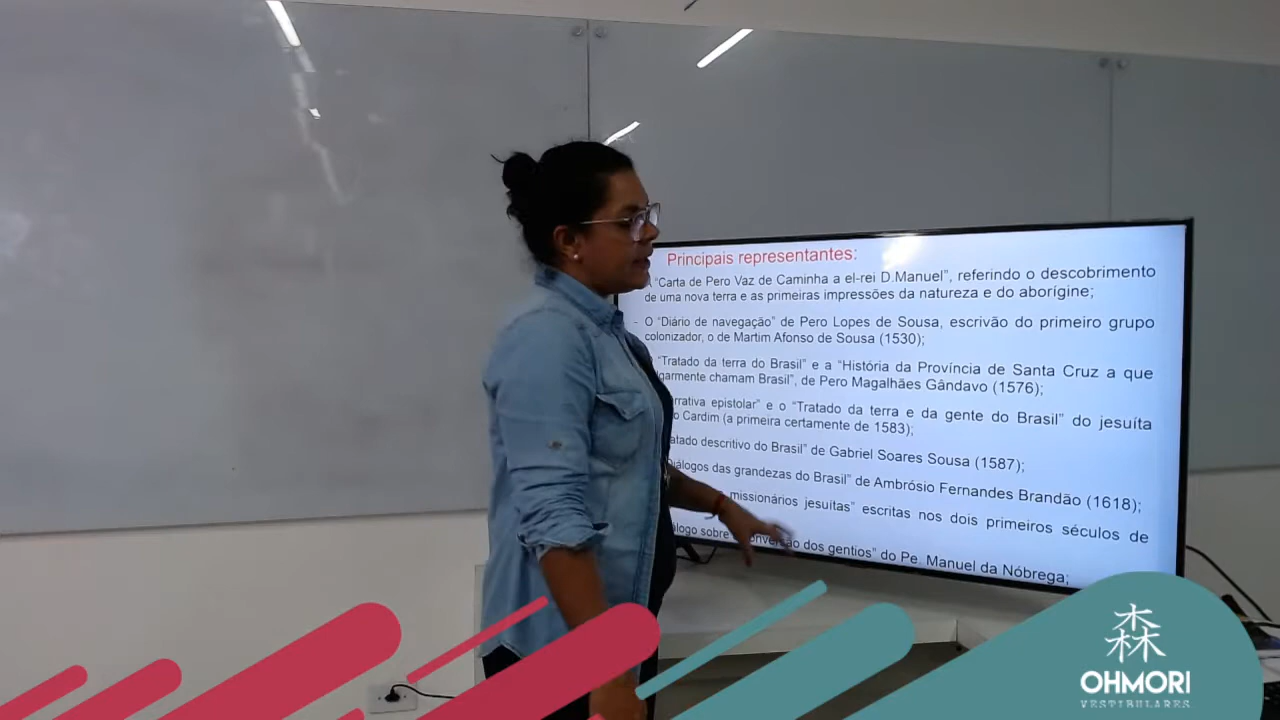 Principais representantes:
"Carta de Pero Vaz de Caminha a el-rei D.Manuel", referindo o descobrimento
de uma nova terra e as primeiras impressões da natureza e do aborígine;
- O "Diário de navegação" de Pero Lopes de Sousa, escrivão do primeiro grupo
colonizador, o de Martim Afonso de Sousa (1530);
"Tratado da terra do Brasil" e a "História da Província de Santa Cruz a que
chamam Brasil", de Pero Magalhães Gândavo (1576);
epistolar" e o "Tratado da terra e da gente do Brasil" do jesuíta
Cardim (a primeira certamente de 1583);
descritivo do Brasil" de Gabriel Soares Sousa (1587);
das grandezas do Brasil" de Ambrósio Fernandes Brandão (1618);
missionários jesuítas" escritas nos dois primeiros séculos de
sobre dos gentios" do Pe. Manuel da Nóbrega;
森
OHMORI
VESTIBULARES